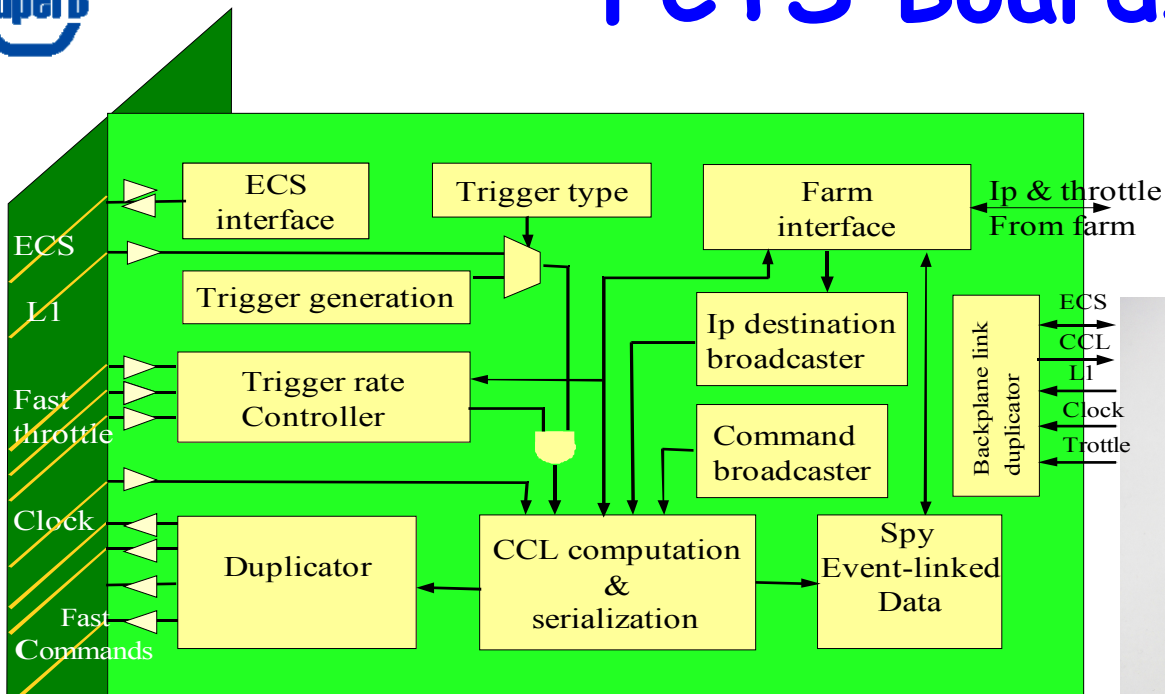 FCTS Board
ECS
interface
Trigger type
Farm
interface
Ip & throttle
From farm
ECS
L1
Trigger generation
Ip destination
broadcaster
Backplane link
duplicator
ECS
CCL
L1
Clock
Trottle
Fast
throttle
Trigger rate
Controller
Command
broadcaster
Clock
Duplicator
CCL computation
&
serialization
Spy
Event-linked
Data
Fast
Commands